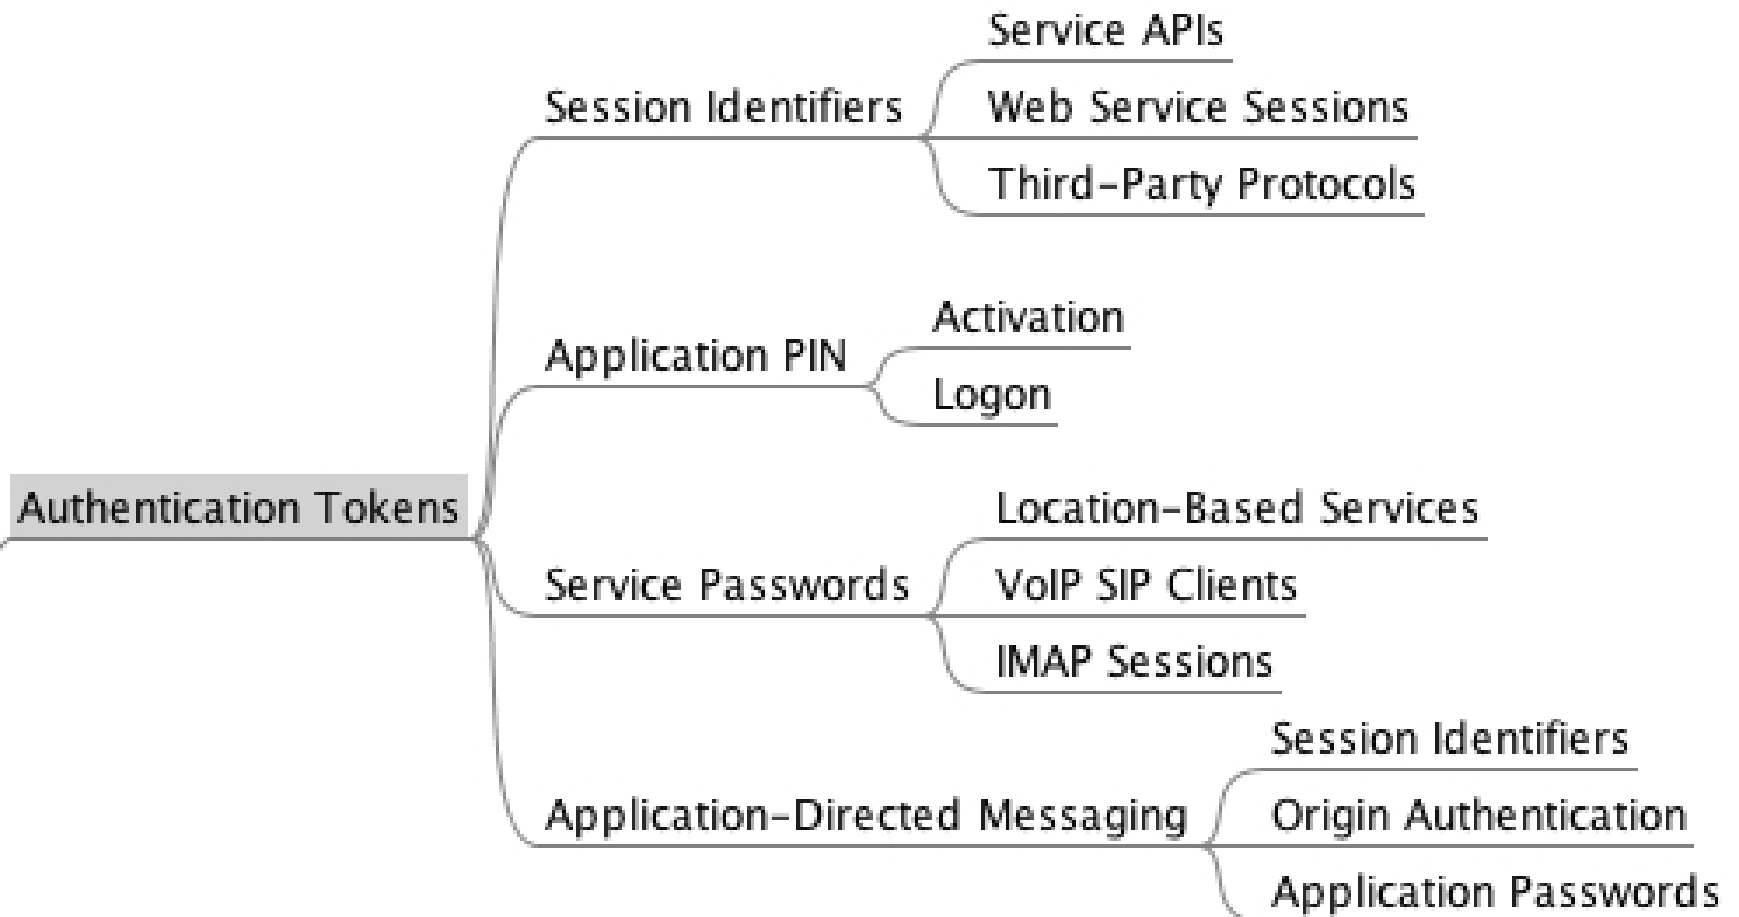 Service APIs
Session Identifiers
Web Service Sessions
Third-Party Protocols
Activation
Application PIN
Logon
Authentication Tokens
Location-Based Services
Service Passwords
VoIP SIP Clients
IMAP Sessions
Session Identifiers
Application-Directed Messaging
Origin Authentication
Application Passwords